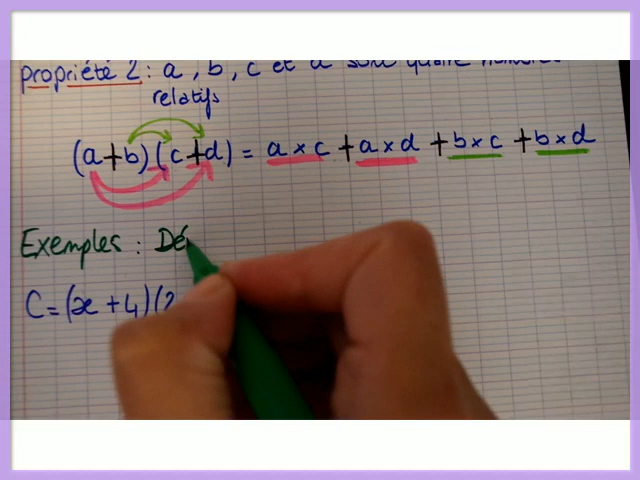 propriété 2 : a , b , c et d sont quatre nombres
relatifs
(a+b)(c+d) = a×c + a×d + b×c + b×d
Exemples : Dé
C=(x+4)(2